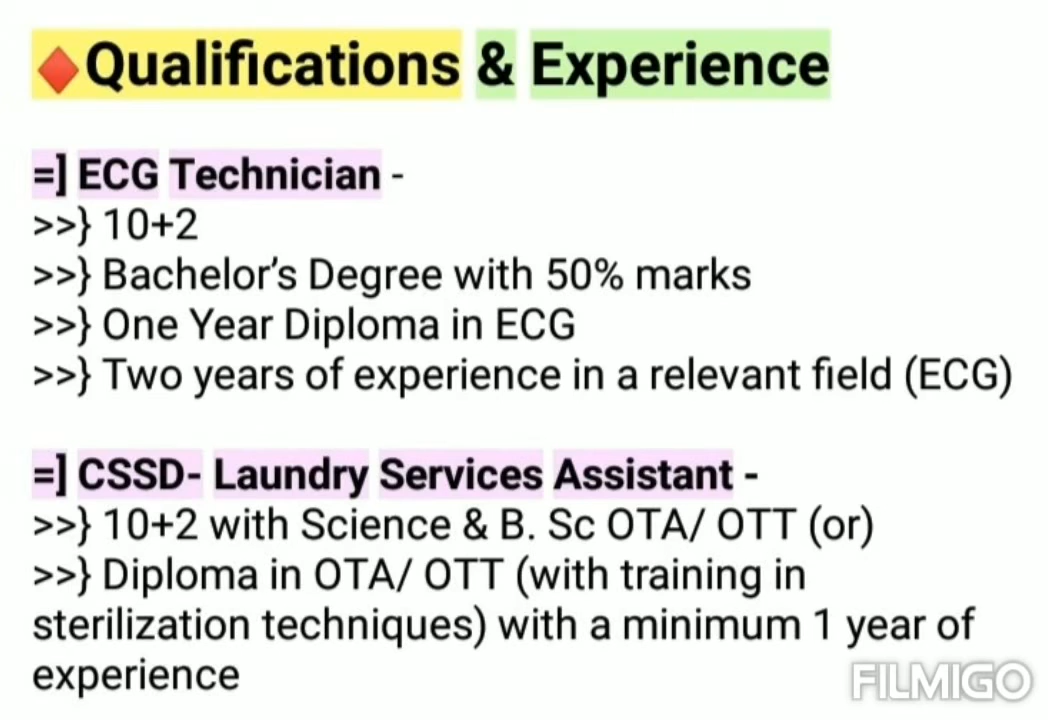 ♦Qualifications & Experience
=] ECG Technician -
>>} 10+2
>>} Bachelor’s Degree with 50% marks
>>} One Year Diploma in ECG
>>} Two years of experience in a relevant field (ECG)
=] CSSD- Laundry Services Assistant -
>>} 10+2 with Science & B. Sc OTA/ OTT (or)
>>} Diploma in OTA/ OTT (with training in
sterilization techniques) with a minimum 1 year of
experience
FILMIGO